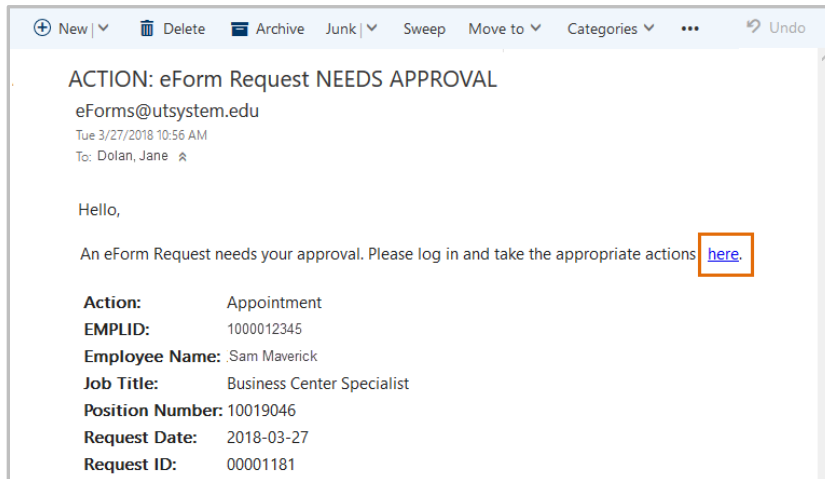 New | Delete Archive Junk | Sweep Move to Categories ••• Undo
ACTION: eForm Request NEEDS APPROVAL
eForms@utsystem.edu
Tue 3/27/2018 10:56 AM
To: Dolan, Jane
Hello,
An eForm Request needs your approval. Please log in and take the appropriate actions here.
Action: Appointment
EMPLID: 1000012345
Employee Name: Sam Maverick
Job Title: Business Center Specialist
Position Number: 10019046
Request Date: 2018-03-27
Request ID: 00001181